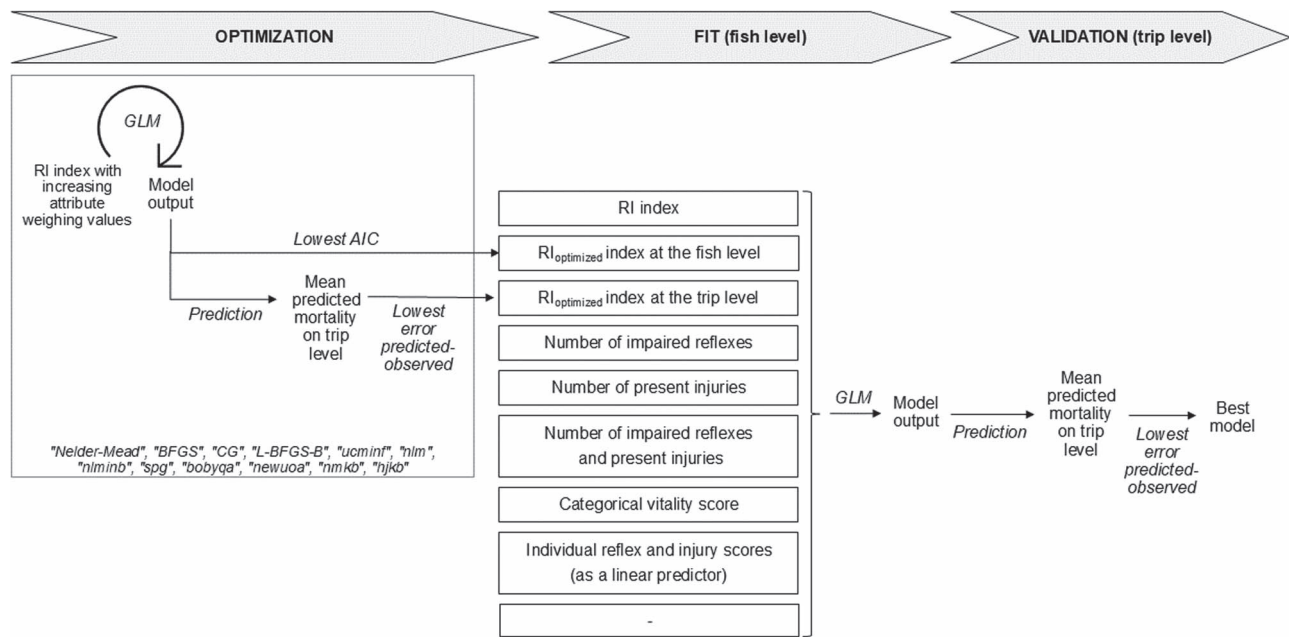 OPTIMIZATION
FIT (fish level)
VALIDATION (trip level)
GLM
RI index with
increasing
attribute
weighing values
Model
output
Lowest AIC
Prediction
Mean
predicted
mortality
on trip
level
Lowest
error
predicted-
observed
"Nelder-Mead", "BFGS", "CG", "L-BFGS-B", "ucminf", "nlm",
"nlminb", "spg", "bobyqa", "newuoa", "nmkb", "hjkb"
RI index
RIoptimized index at the fish level
RIoptimized index at the trip level
Number of impaired reflexes
Number of present injuries
Number of impaired reflexes
and present injuries
Categorical vitality score
Individual reflex and injury scores
(as a linear predictor)
-
GLM
Model
output
Prediction
Mean
predicted
mortality
on trip
level
Lowest
error
predicted-
observed
Best
model